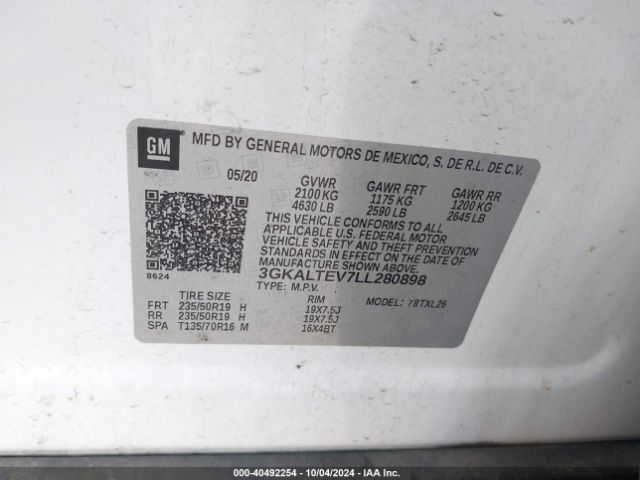 GM
MFD BY GENERAL MOTORS DE MEXICO, S. DE R.L. DE C.V.
05/20 GVWR GAWR FRT GAWR RR
2100 KG 1175 KG 1200 KG
4630 LB 2590 LB 2645 LB
THIS VEHICLE CONFORMS TO ALL
APPLICABLE U.S. FEDERAL MOTOR
VEHICLE SAFETY AND THEFT PREVENTION
STANDARDS IN EFFECT ON THE DATE OF
MANUFACTURE SHOWN ABOVE.
8624
3GKALTEV7LL280898
TYPE: M.P.V. MODEL: 78TXL26
TIRE SIZE RIM
FRT 235/50R19 H 19X7.5J
RR 235/50R19 H 19X7.5J
SPA T135/70R16 M 16X4BT
000-40492254 - 10/04/2024 - IAA Inc.